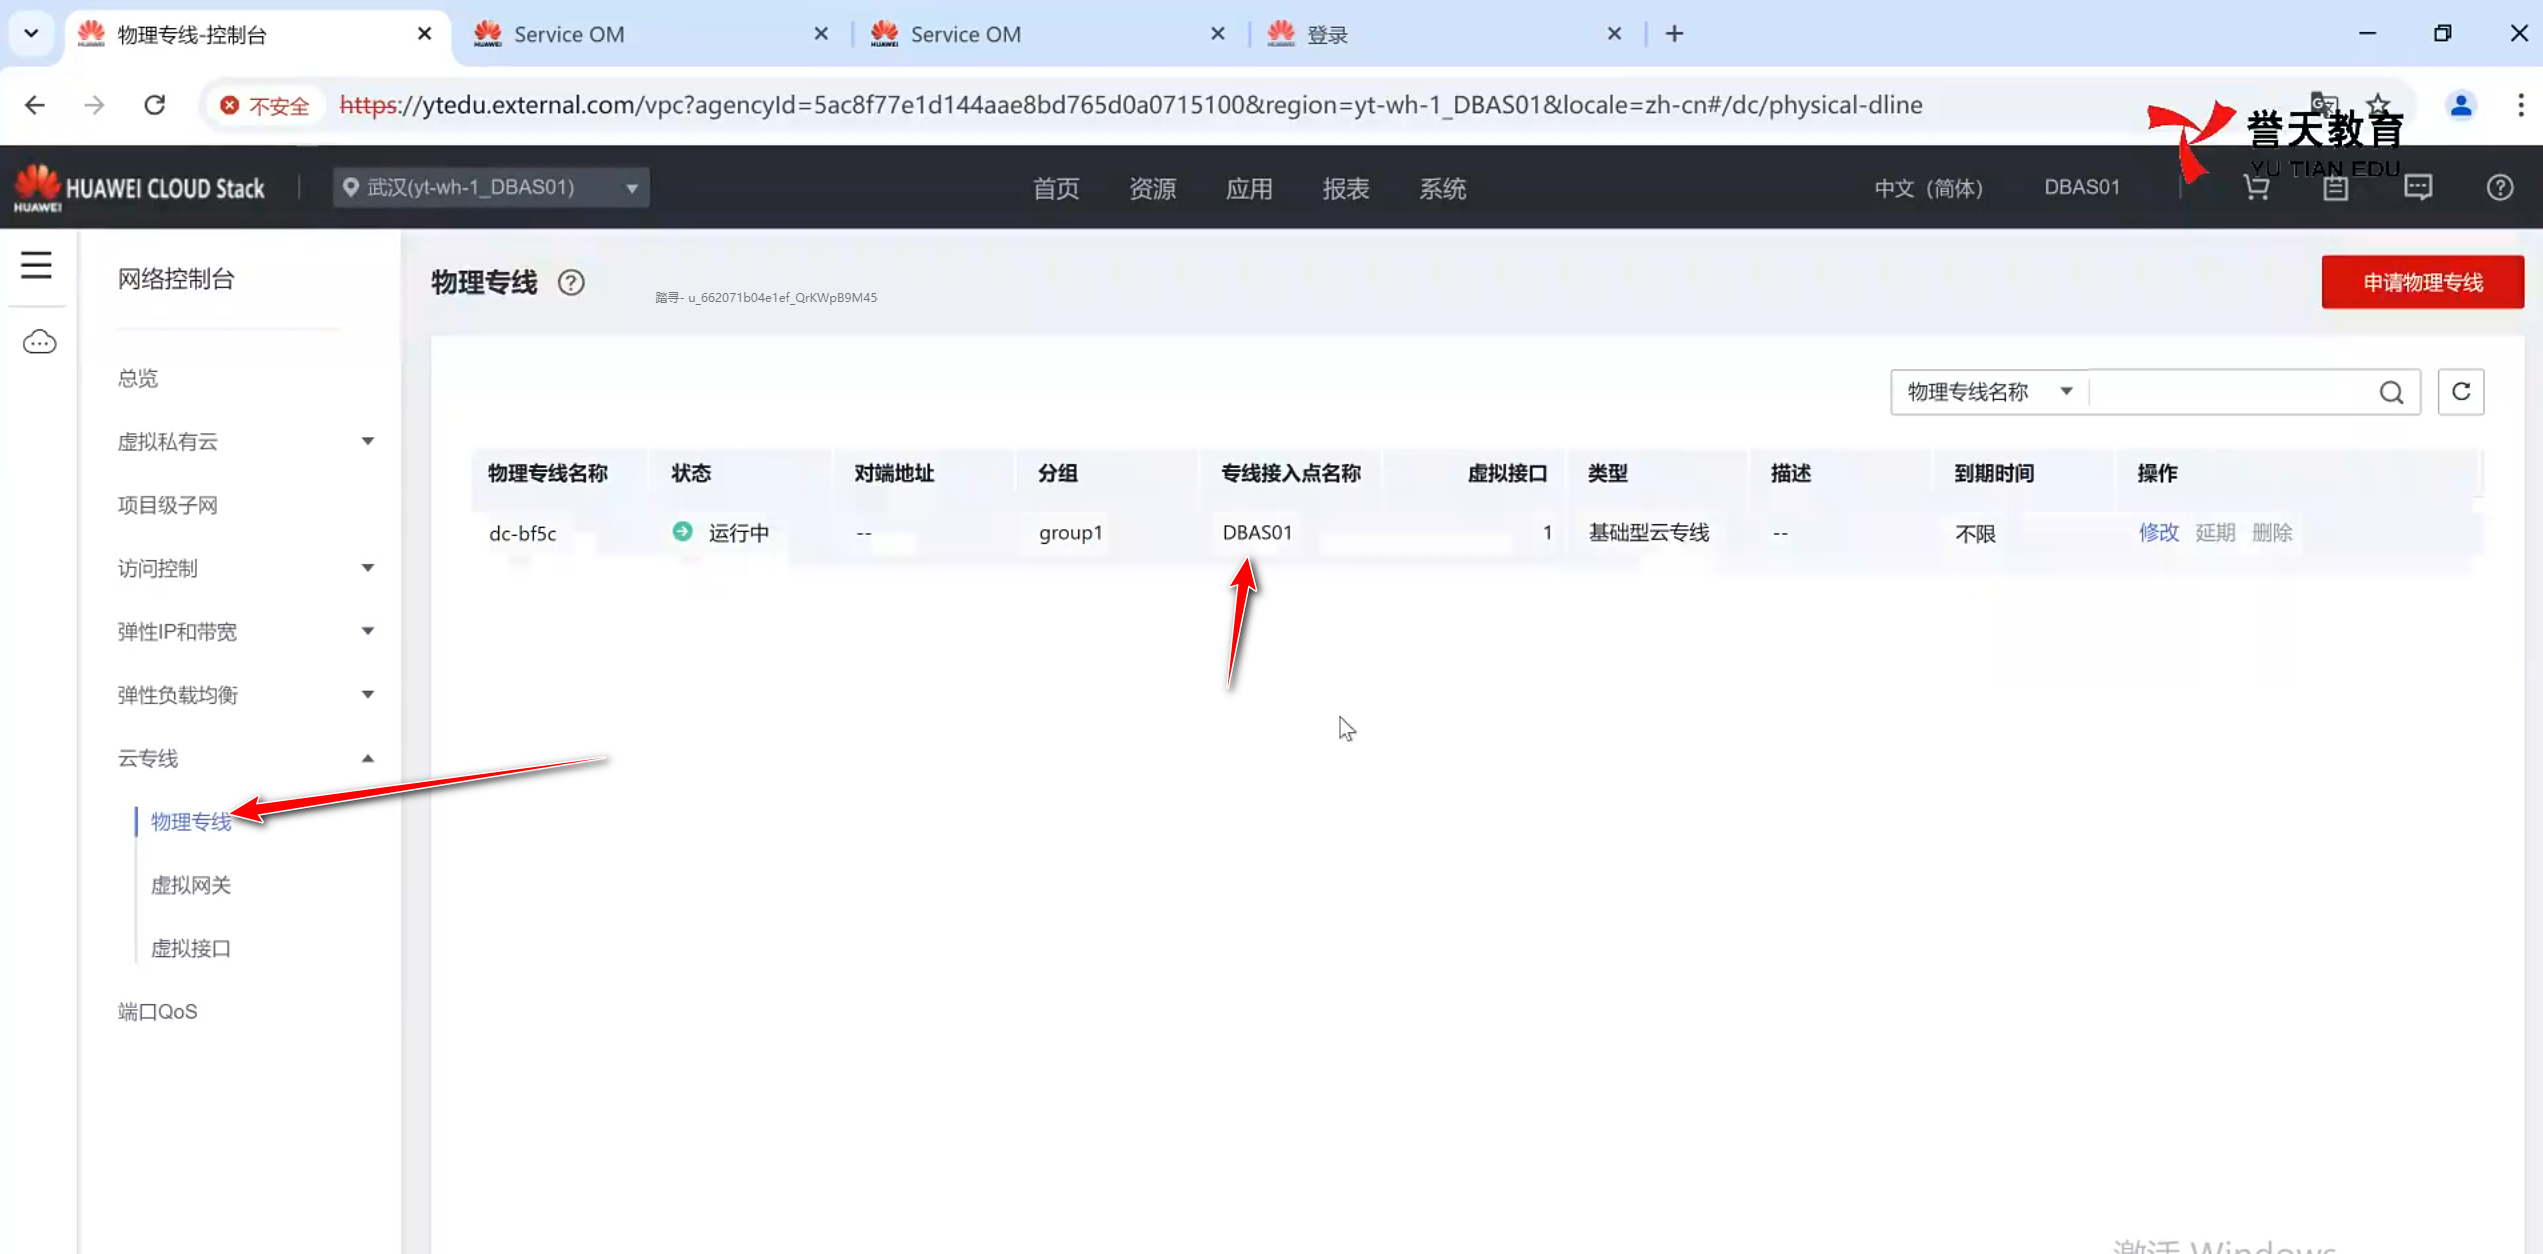 物理专线-控制台
Service OM
Service OM
登录
不安全 https://ytedu.external.com/vpc?agencyId=5ac8f77e1d144aae8bd765d0a0715100&region=yt-wh-1_DBAS01&locale=zh-cn#/dc/physical-dline
誉天教育
YU TIAN EDU
HUAWEI
HUAWEI CLOUD Stack
武汉(yt-wh-1_DBAS01)
首页 资源 应用 报表 系统
中文（简体）
DBAS01
网络控制台
总览
虚拟私有云
项目级子网
访问控制
弹性IP和带宽
弹性负载均衡
云专线
物理专线
虚拟网关
虚拟接口
端口QoS
物理专线
踏寻- u_662071b04e1ef_QrKWpB9M45
申请物理专线
物理专线名称
物理专线名称 状态 对端地址 分组 专线接入点名称 虚拟接口 类型 描述 到期时间 操作
dc-bf5c 运行中 -- group1 DBAS01 1 基础型云专线 -- 不限 修改 延期 删除
激活 Windows